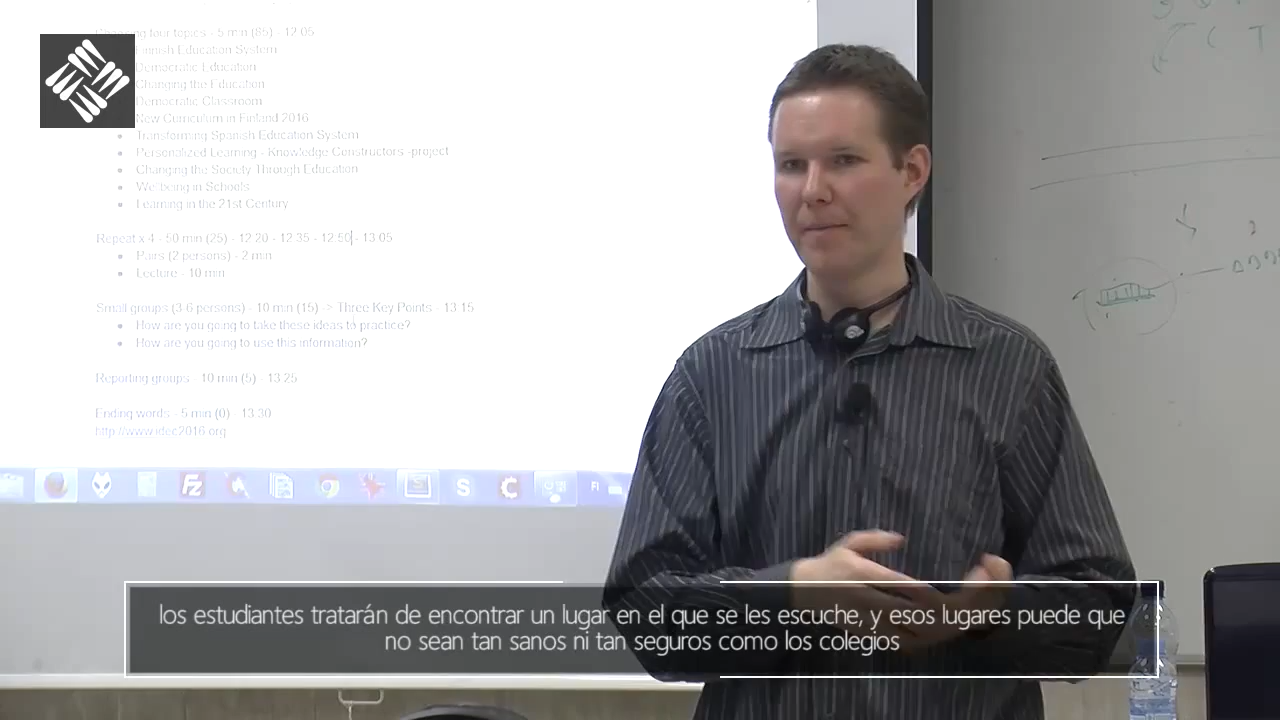 Changing four topics - 5 min (85) - 12:05
Finnish Education System
Democratic Education
Changing the Education
Democratic Classroom
New Curriculum in Finland 2016
Transforming Spanish Education System
Personalized Learning - Knowledge Constructors -project
Changing the Society Through Education
Wellbeing in Schools
Learning in the 21st Century
Repeat x 4 - 50 min (25) - 12:20 - 12:35 - 12:50 - 13:05
Pairs (2 persons) - 2 min
Lecture - 10 min
Small groups (3-6 persons) - 10 min (15) -> Three Key Points - 13:15
How are you going to take these ideas to practice?
How are you going to use this information?
Reporting groups - 10 min (5) - 13:25
Ending words - 5 min (0) - 13:30
http://www.idec2016.org
FI
los estudiantes tratarán de encontrar un lugar en el que se les escuche, y esos lugares puede que
no sean tan sanos ni tan seguros como los colegios